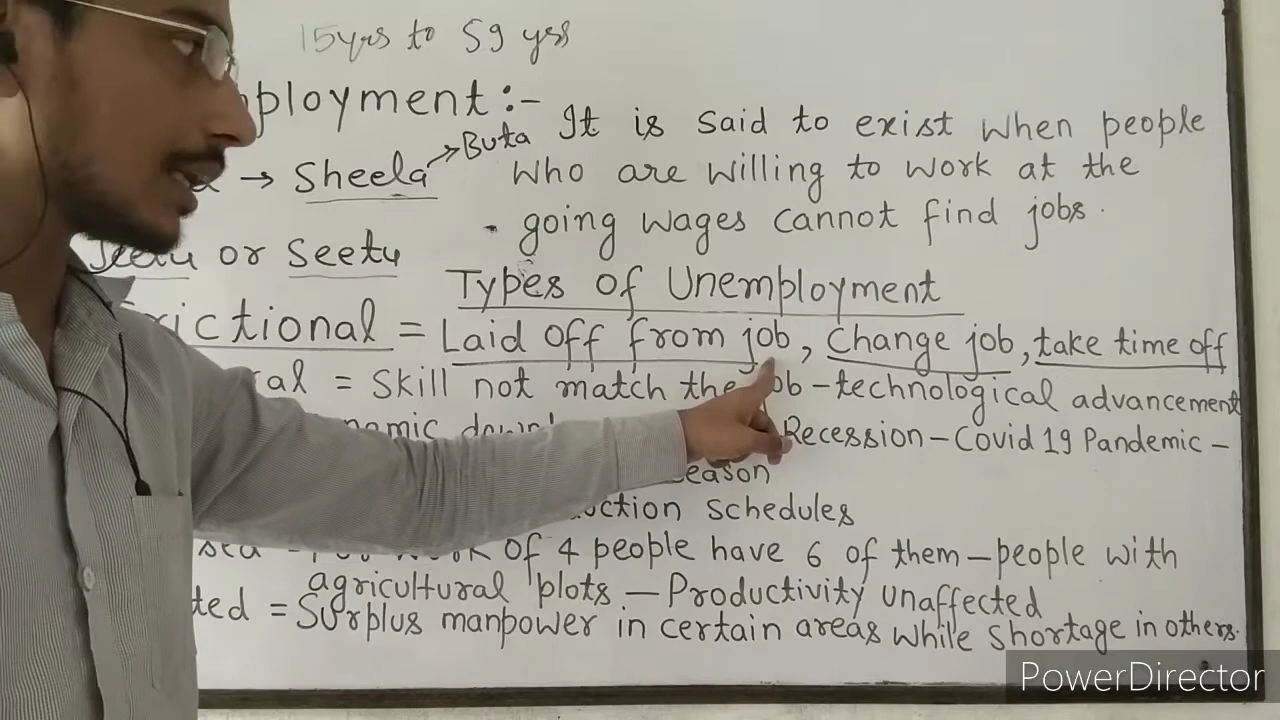 15yrs to 59 yrs
ployment :-
It is said to exist when people
→ Sheela → Buta
who are willing to work at the
going wages cannot find jobs.
or Seetu
Types of Unemployment
rictional = Laid off from job, Change job, take time off
ral = Skill not match the job - technological advancement
namic Recession - Covid 19 Pandemic -
eason
uction schedules
of 4 people have 6 of them - people with
agricultural plots - Productivity unaffected
ted = Surplus manpower in certain areas while shortage in others.
PowerDirector